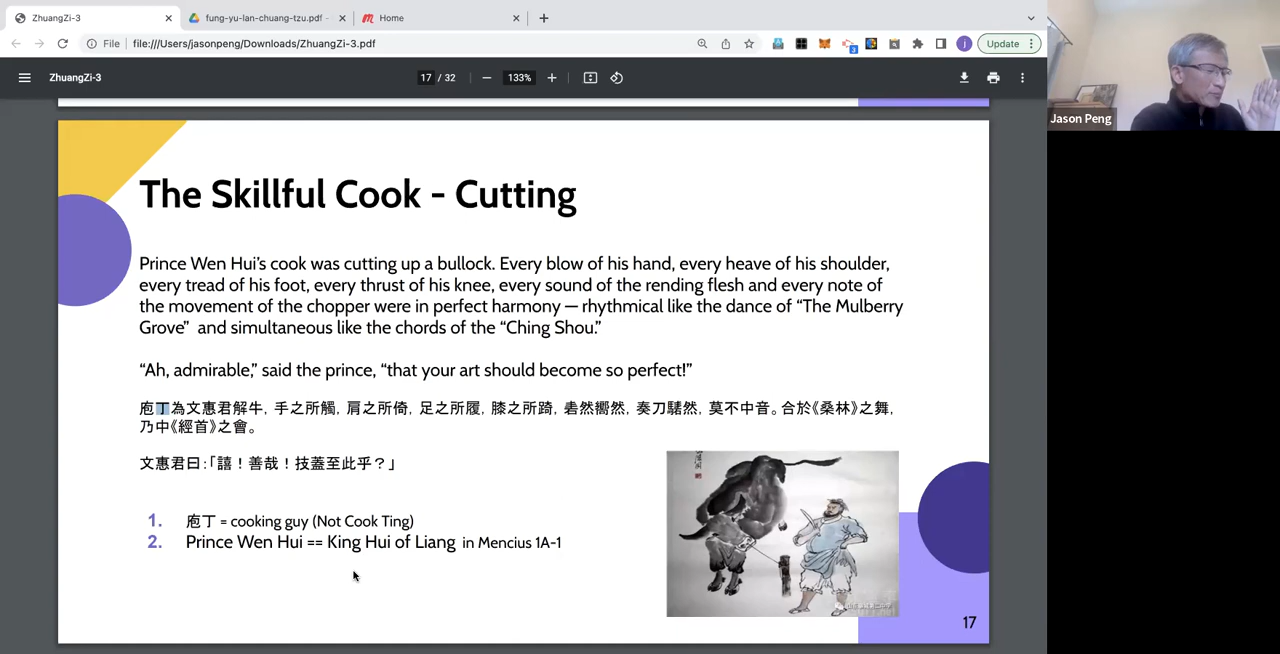 ZhuangZi-3
fung-yu-lan-chuang-tzu.pdf -
Home
File
file:///Users/jasonpeng/Downloads/ZhuangZi-3.pdf
3
j
Update
ZhuangZi-3
17 / 32
133%
Jason Peng
The Skillful Cook - Cutting
Prince Wen Hui’s cook was cutting up a bullock. Every blow of his hand, every heave of his shoulder,
every tread of his foot, every thrust of his knee, every sound of the rending flesh and every note of
the movement of the chopper were in perfect harmony — rhythmical like the dance of “The Mulberry
Grove” and simultaneous like the chords of the “Ching Shou.”
“Ah, admirable,” said the prince, “that your art should become so perfect!”
庖丁為文惠君解牛, 手之所觸, 肩之所倚, 足之所履, 膝之所踦, 砉然嚮然, 奏刀騞然, 莫不中音。合於《桑林》之舞,
乃中《經首》之會。
文惠君曰:「譆！善哉！技蓋至此乎？」
1. 庖丁 = cooking guy (Not Cook Ting)
2. Prince Wen Hui == King Hui of Liang in Mencius 1A-1
17